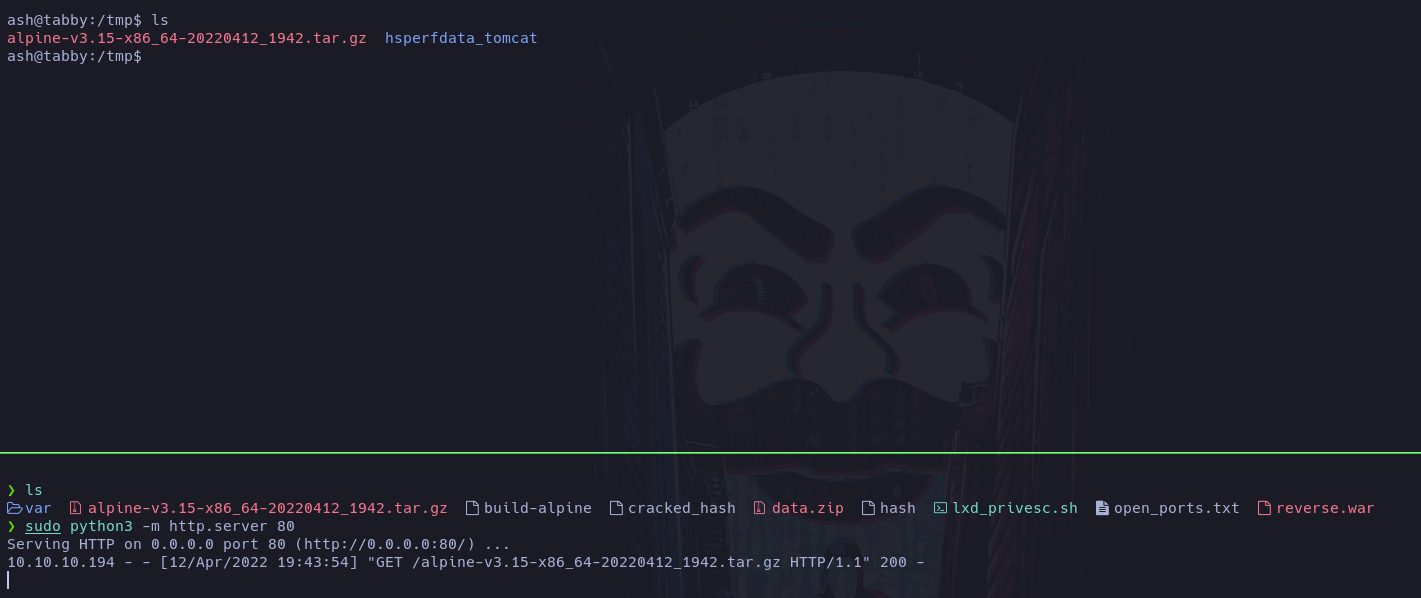 ash@tabby:/tmp$ ls
alpine-v3.15-x86_64-20220412_1942.tar.gz  hsperfdata_tomcat
ash@tabby:/tmp$
❯ ls
var  alpine-v3.15-x86_64-20220412_1942.tar.gz  build-alpine  cracked_hash  data.zip  hash  lxd_privesc.sh  open_ports.txt  reverse.war
❯ sudo python3 -m http.server 80
Serving HTTP on 0.0.0.0 port 80 (http://0.0.0.0:80/) ...
10.10.10.194 - - [12/Apr/2022 19:43:54] "GET /alpine-v3.15-x86_64-20220412_1942.tar.gz HTTP/1.1" 200 -